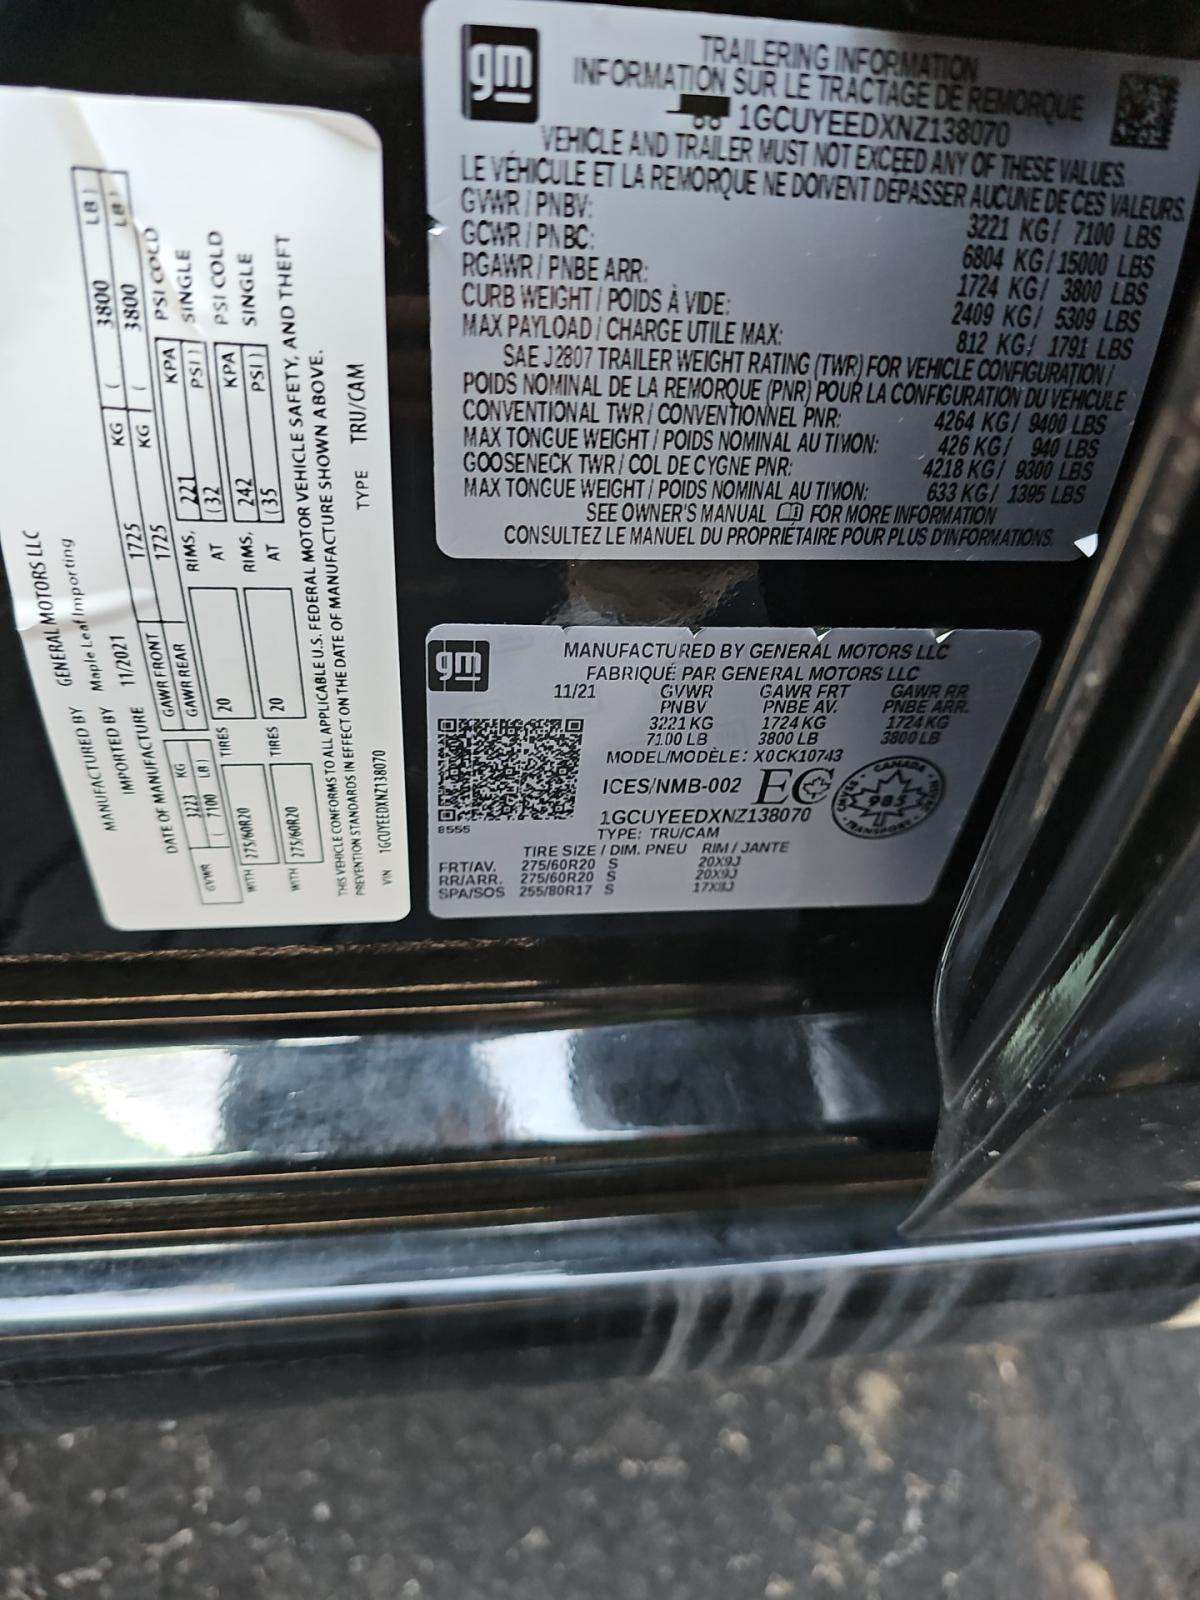 gm
TRAILERING INFORMATION
INFORMATION SUR LE TRACTAGE DE REMORQUE
1GCUYEEDXNZ138070
VEHICLE AND TRAILER MUST NOT EXCEED ANY OF THESE VALUES.
LE VÉHICULE ET LA REMORQUE NE DOIVENT DÉPASSER AUCUNE DE CES VALEURS.
GVWR / PNBV: 3221 KG / 7100 LBS
GCWR / PNBC: 6804 KG / 15000 LBS
RGAWR / PNBE ARR: 1724 KG / 3800 LBS
CURB WEIGHT / POIDS À VIDE: 2409 KG / 5309 LBS
MAX PAYLOAD / CHARGE UTILE MAX: 812 KG / 1791 LBS
SAE J2807 TRAILER WEIGHT RATING (TWR) FOR VEHICLE CONFIGURATION /
POIDS NOMINAL DE LA REMORQUE (PNR) POUR LA CONFIGURATION DU VÉHICULE
CONVENTIONAL TWR / CONVENTIONNEL PNR: 4264 KG / 9400 LBS
MAX TONGUE WEIGHT / POIDS NOMINAL AU TIMON: 426 KG / 940 LBS
GOOSENECK TWR / COL DE CYGNE PNR: 4218 KG / 9300 LBS
MAX TONGUE WEIGHT / POIDS NOMINAL AU TIMON: 633 KG / 1395 LBS
SEE OWNER'S MANUAL FOR MORE INFORMATION
CONSULTEZ LE MANUEL DU PROPRIÉTAIRE POUR PLUS D'INFORMATIONS.
MANUFACTURED BY GENERAL MOTORS LLC
IMPORTED BY Maple Leaf Importing
DATE OF MANUFACTURE 11/2021
GVWR 3223 KG GAWR FRONT 1725 KG ( 3800 LB )
( 7100 LB ) GAWR REAR 1725 KG ( 3800 LB )
WITH 275/60R20 TIRES 20 RIMS, 221 KPA PSI COLD
AT (32 PSI ) SINGLE
WITH 275/60R20 TIRES 20 RIMS, 242 KPA PSI COLD
AT (35 PSI ) SINGLE
THIS VEHICLE CONFORMS TO ALL APPLICABLE U.S. FEDERAL MOTOR VEHICLE SAFETY, AND THEFT
PREVENTION STANDARDS IN EFFECT ON THE DATE OF MANUFACTURE SHOWN ABOVE.
VIN 1GCUYEEDXNZ138070 TYPE TRU/CAM
gm
MANUFACTURED BY GENERAL MOTORS LLC
FABRIQUÉ PAR GENERAL MOTORS LLC
11/21 GVWR GAWR FRT GAWR RR
PNBV PNBE AV. PNBE ARR.
3221 KG 1724 KG 1724 KG
7100 LB 3800 LB 3800 LB
MODEL/MODÈLE: X0CK10743
ICES/NMB-002 EC
CANADA
985
TRANSPORT
1GCUYEEDXNZ138070
8555
TYPE: TRU/CAM
TIRE SIZE / DIM. PNEU RIM / JANTE
FRT/AV. 275/60R20 S 20X9J
RR/ARR. 275/60R20 S 20X9J
SPA/SOS 255/80R17 S 17X8J